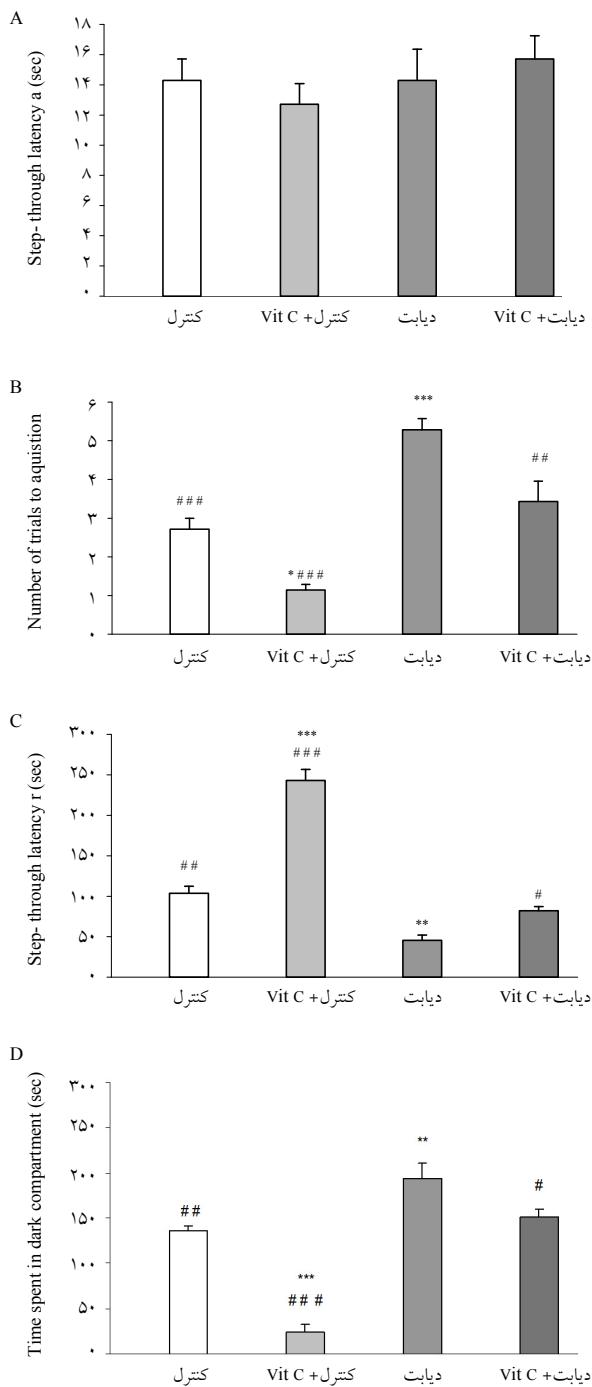 A
Step- through latency a (sec)
۱۸
۱۶
۱۴
۱۲
۱۰
۸
۶
۴
۲
۰
کنترل
Vit C +کنترل
دیابت
Vit C +دیابت
B
Number of trials to aquistion
۶
۵
۴
۳
۲
۱
۰
###
*###
***
##
کنترل
Vit C +کنترل
دیابت
Vit C +دیابت
C
Step- through latency r (sec)
۳۰۰
۲۵۰
۲۰۰
۱۵۰
۱۰۰
۵۰
۰
##
***
###
**
#
کنترل
Vit C +کنترل
دیابت
Vit C +دیابت
D
Time spent in dark compartment (sec)
۳۰۰
۲۵۰
۲۰۰
۱۵۰
۱۰۰
۵۰
۰
##
***
## #
**
#
کنترل
Vit C +کنترل
دیابت
Vit C +دیابت